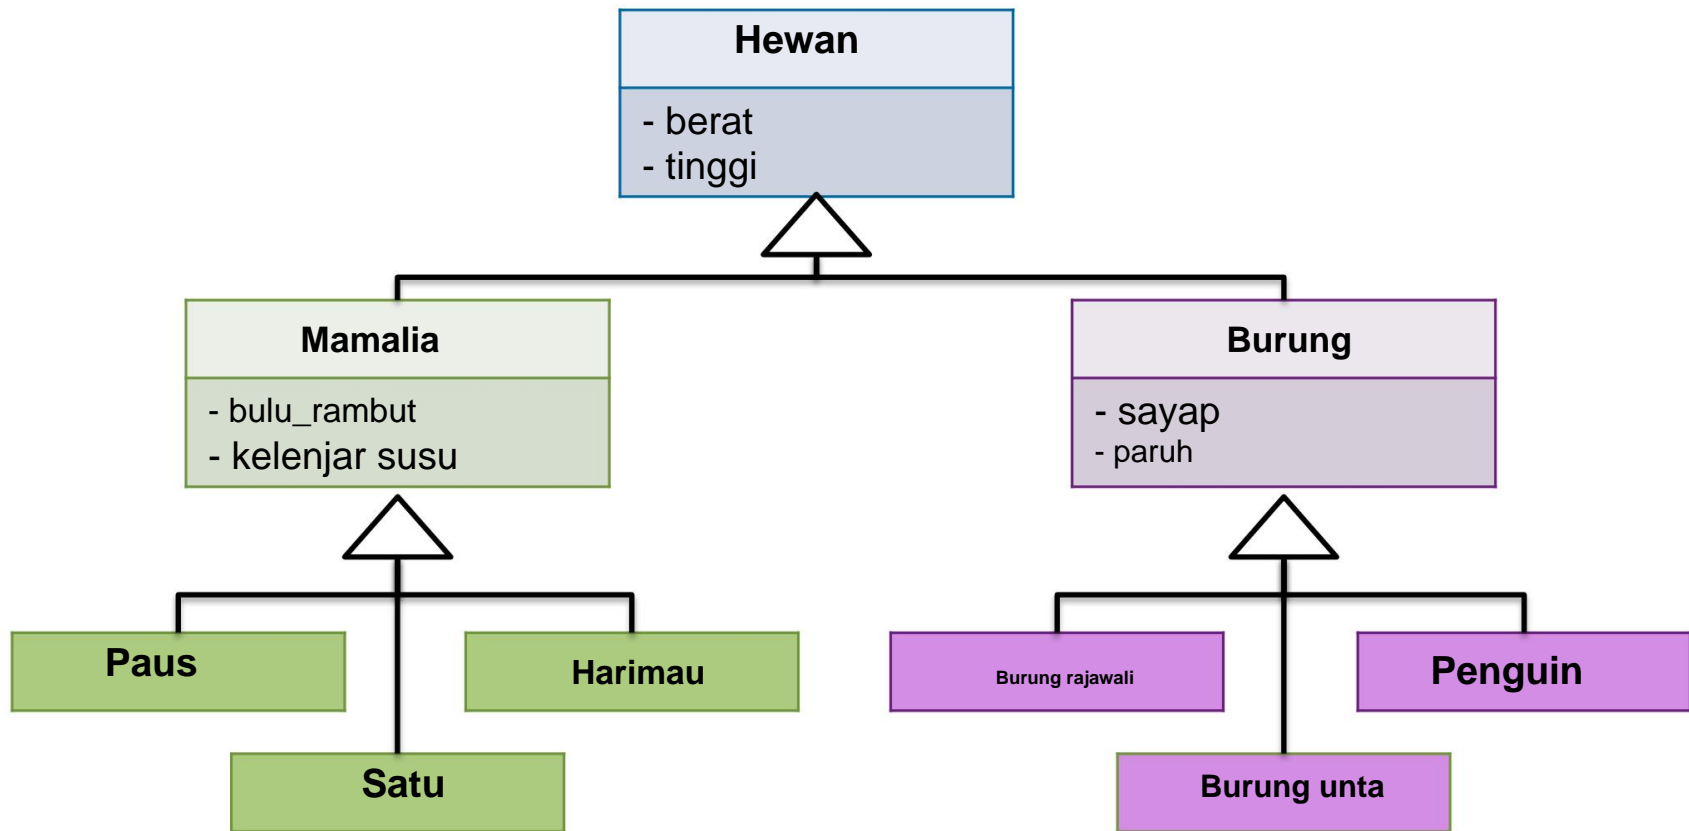 Hewan
- berat
- tinggi
Mamalia
- bulu_rambut
- kelenjar susu
Burung
- sayap
- paruh
Paus
Harimau
Satu
Burung rajawali
Penguin
Burung unta